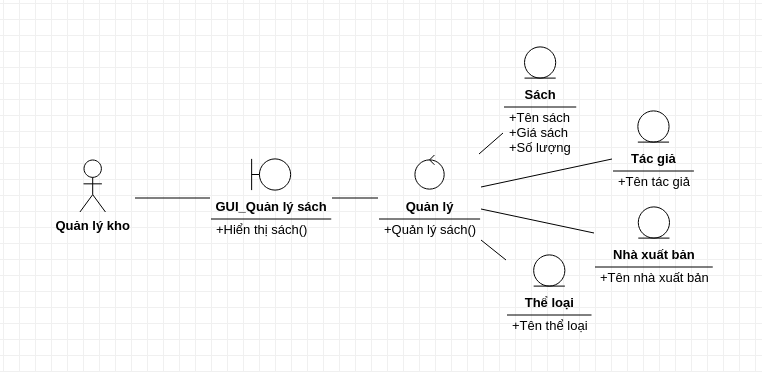 Quản lý kho
GUI_Quản lý sách
+Hiển thị sách()
Quản lý
+Quản lý sách()
Sách
+Tên sách
+Giá sách
+Số lượng
Tác giả
+Tên tác giả
Nhà xuất bản
+Tên nhà xuất bản
Thể loại
+Tên thể loại